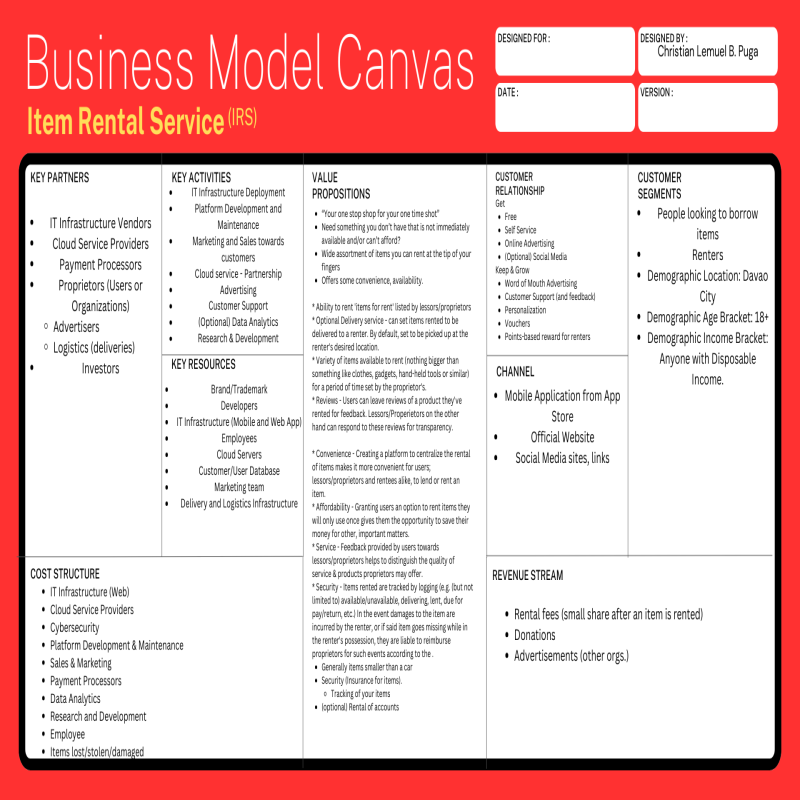 Business Model Canvas
Item Rental Service (IRS)
DESIGNED FOR :
DESIGNED BY :
Christian Lemuel B. Puga
DATE :
VERSION :
KEY PARTNERS
IT Infrastructure Vendors
Cloud Service Providers
Payment Processors
Proprietors (Users or
Organizations)
Advertisers
Logistics (deliveries)
Investors
KEY ACTIVITIES
IT Infrastructure Deployment
Platform Development and
Maintenance
Marketing and Sales towards
customers
Cloud service - Partnership
Advertising
Customer Support
(Optional) Data Analytics
Research & Development
KEY RESOURCES
Brand/Trademark
Developers
IT Infrastructure (Mobile and Web App)
Employees
Cloud Servers
Customer/User Database
Marketing team
Delivery and Logistics Infrastructure
VALUE
PROPOSITIONS
"Your one stop shop for your one time shot"
Need something you don't have that is not immediately
available and/or can't afford?
Wide assortment of items you can rent at the tip of your
fingers
Offers some convenience, availability.
* Ability to rent 'items for rent' listed by lessors/proprietors
* Optional Delivery service - can set items rented to be
delivered to a renter. By default, set to be picked up at the
renter's desired location.
* Variety of items available to rent (nothing bigger than
something like clothes, gadgets, hand-held tools or similar)
for a period of time set by the proprietor's.
* Reviews - Users can leave reviews of a product they've
rented for feedback. Lessors/Properietors on the other
hand can respond to these reviews for transparency.
* Convenience - Creating a platform to centralize the rental
of items makes it more convenient for users;
lessors/proprietors and rentees alike, to lend or rent an
item.
* Affordability - Granting users an option to rent items they
will only use once gives them the opportunity to save their
money for other, important matters.
* Service - Feedback provided by users towards
lessors/proprietors helps to distinguish the quality of
service & products proprietors may offer.
* Security - Items rented are tracked by logging (e.g. (but not
limited to) available/unavailable, delivering, lent, due for
pay/return, etc.) In the event damages to the item are
incurred by the renter, or if said item goes missing while in
the renter's possession, they are liable to reimburse
proprietors for such events according to the .
Generally items smaller than a car
Security (Insurance for items).
Tracking of your items
(optional) Rental of accounts
CUSTOMER
RELATIONSHIP
Get
Free
Self Service
Online Advertising
(Optional) Social Media
Keep & Grow
Word of Mouth Advertising
Customer Support (and feedback)
Personalization
Vouchers
Points-based reward for renters
CHANNEL
Mobile Application from App
Store
Official Website
Social Media sites, links
CUSTOMER
SEGMENTS
People looking to borrow
items
Renters
Demographic Location: Davao
City
Demographic Age Bracket: 18+
Demographic Income Bracket:
Anyone with Disposable
Income.
COST STRUCTURE
IT Infrastructure (Web)
Cloud Service Providers
Cybersecurity
Platform Development & Maintenance
Sales & Marketing
Payment Processors
Data Analytics
Research and Development
Employee
Items lost/stolen/damaged
REVENUE STREAM
Rental fees (small share after an item is rented)
Donations
Advertisements (other orgs.)